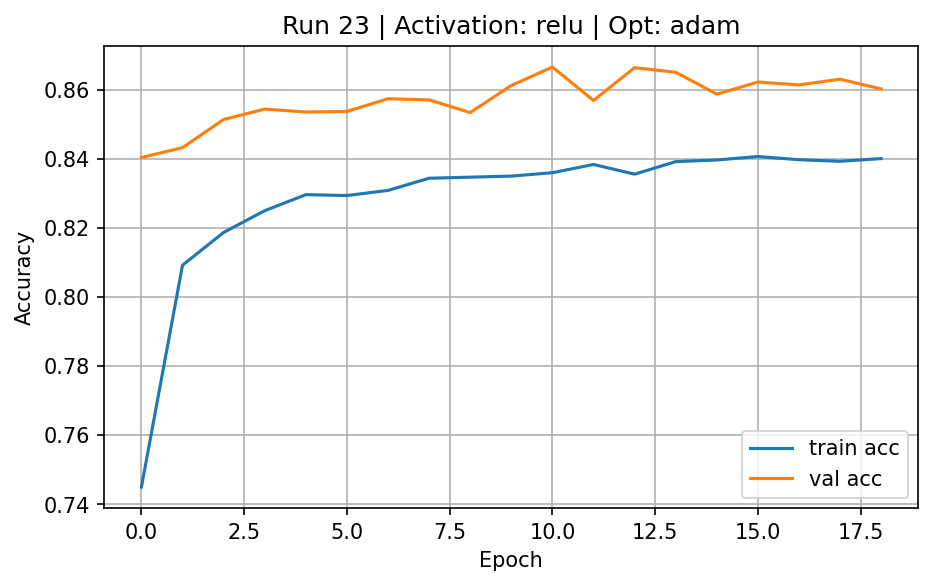 Run 23 | Activation: relu | Opt: adam
Accuracy
0.86
0.84
0.82
0.80
0.78
0.76
0.74
train acc
val acc
0.0 2.5 5.0 7.5 10.0 12.5 15.0 17.5
Epoch